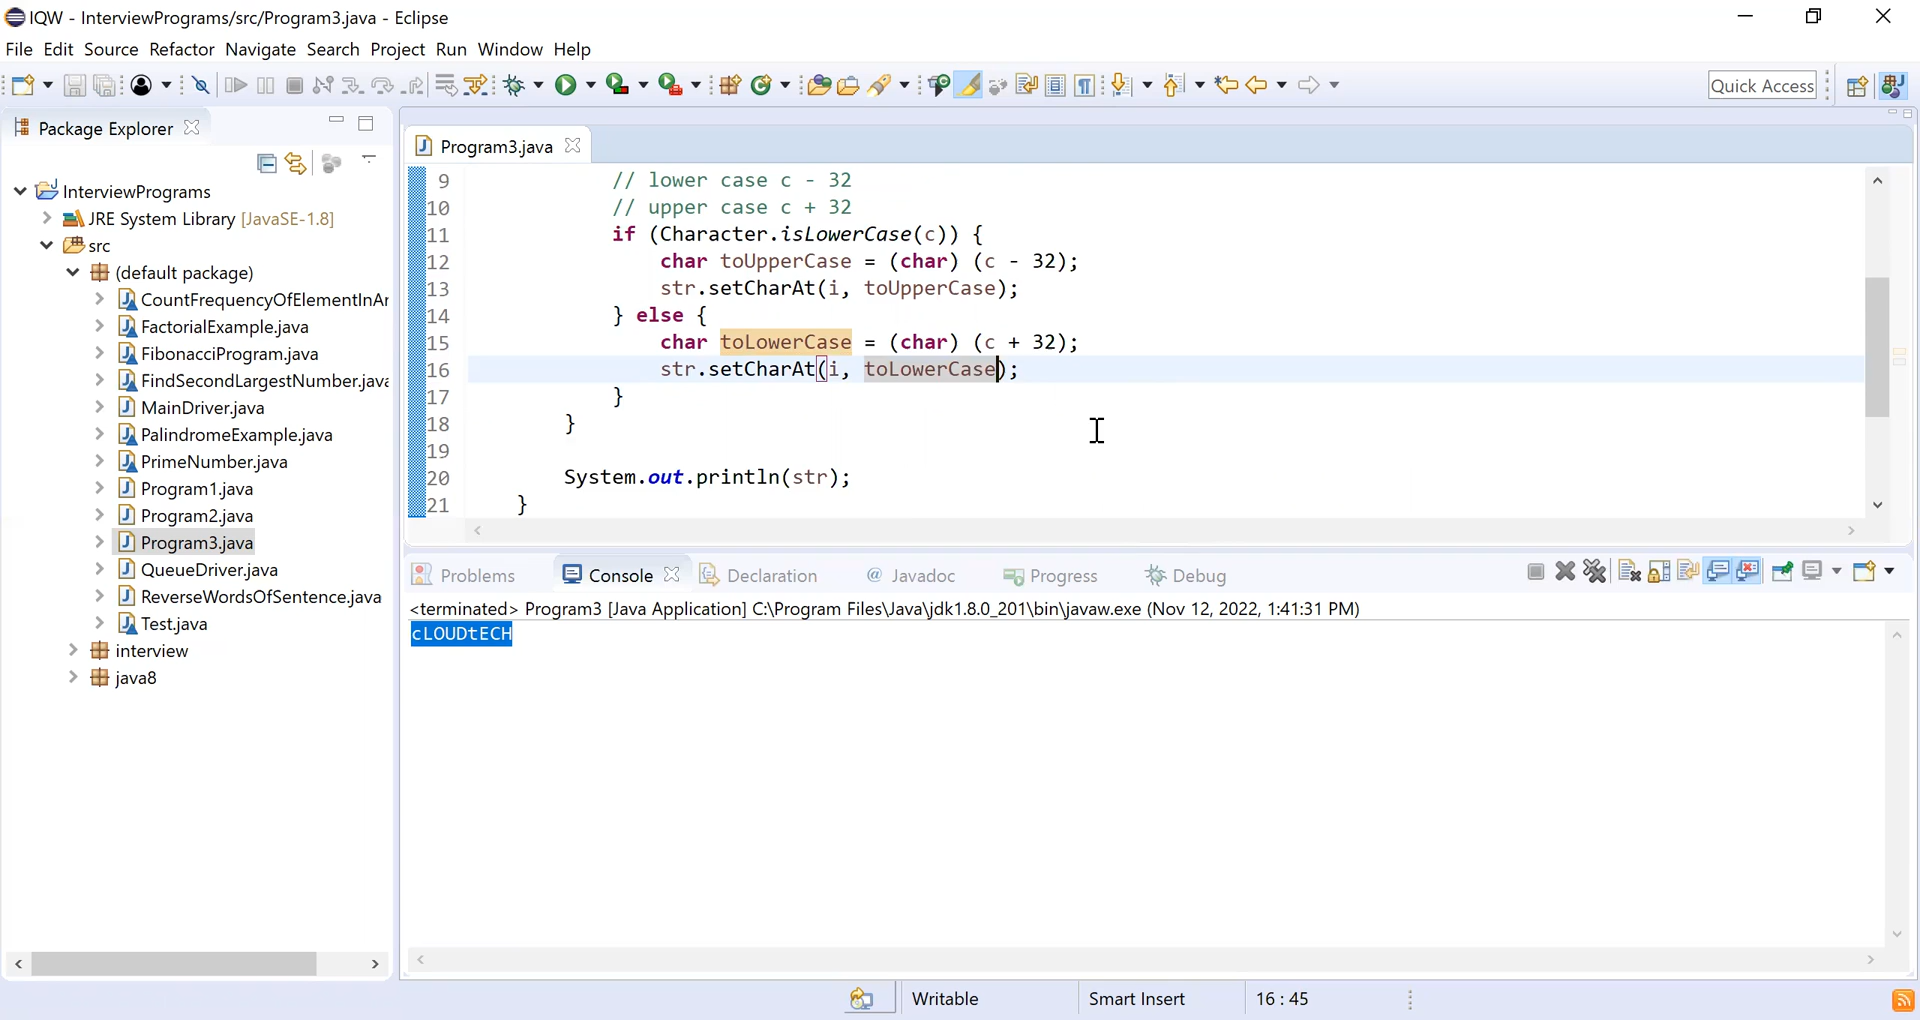 IQW - InterviewPrograms/src/Program3.java - Eclipse
File Edit Source Refactor Navigate Search Project Run Window Help
Quick Access
Package Explorer
InterviewPrograms
JRE System Library [JavaSE-1.8]
src
(default package)
CountFrequencyOfElementInAr
FactorialExample.java
FibonacciProgram.java
FindSecondLargestNumber.java
MainDriver.java
PalindromeExample.java
PrimeNumber.java
Program1.java
Program2.java
Program3.java
QueueDriver.java
ReverseWordsOfSentence.java
Test.java
interview
java8
Program3.java
9 // lower case c - 32
10 // upper case c + 32
11 if (Character.isLowerCase(c)) {
12 char toUpperCase = (char) (c - 32);
13 str.setCharAt(i, toUpperCase);
14 } else {
15 char toLowerCase = (char) (c + 32);
16 str.setCharAt(i, toLowerCase);
17 }
18 }
19
20 System.out.println(str);
21 }
Problems Console Declaration @ Javadoc Progress Debug
<terminated> Program3 [Java Application] C:\Program Files\Java\jdk1.8.0_201\bin\javaw.exe (Nov 12, 2022, 1:41:31 PM)
cLOUDtECH
Writable Smart Insert 16 : 45